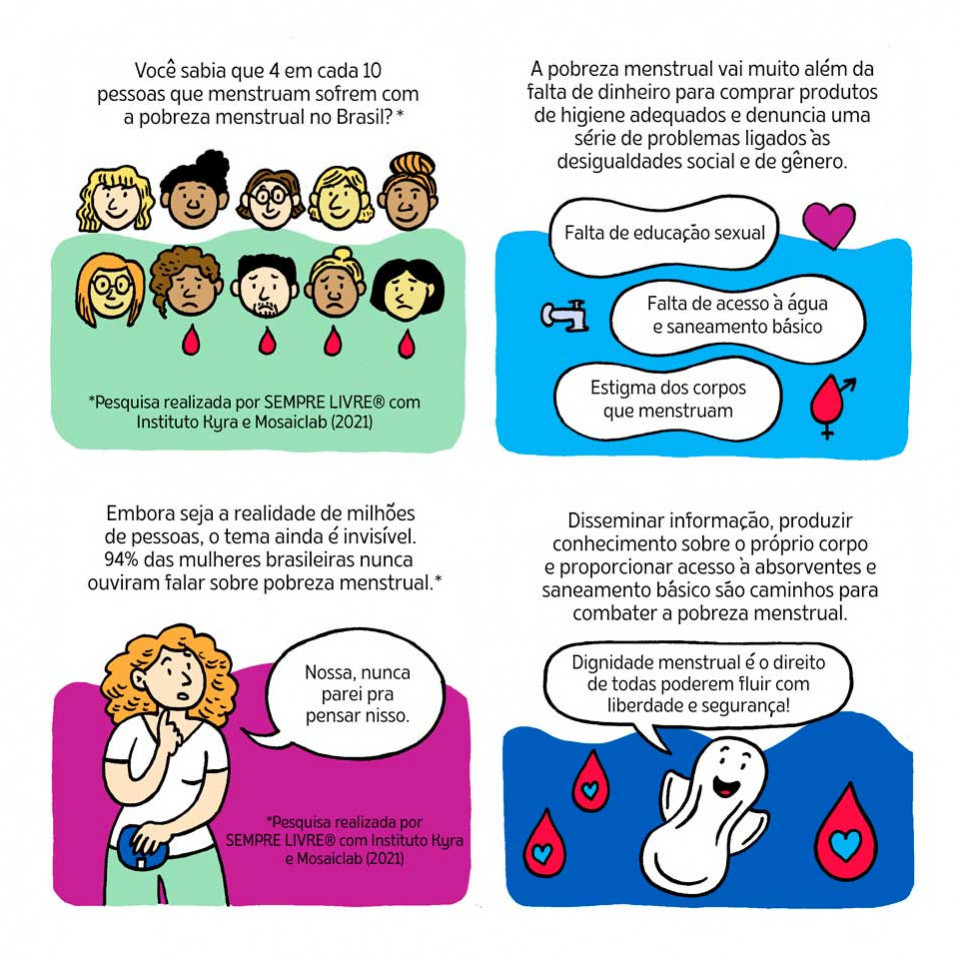 Você sabia que 4 em cada 10
pessoas que menstruam sofrem com
a pobreza menstrual no Brasil?*
*Pesquisa realizada por SEMPRE LIVRE® com
Instituto Kyra e Mosaiclab (2021)
A pobreza menstrual vai muito além da
falta de dinheiro para comprar produtos
de higiene adequados e denuncia uma
série de problemas ligados às
desigualdades social e de gênero.
Falta de educação sexual
Falta de acesso à água
e saneamento básico
Estigma dos corpos
que menstruam
Embora seja a realidade de milhões
de pessoas, o tema ainda é invisível.
94% das mulheres brasileiras nunca
ouviram falar sobre pobreza menstrual.*
Nossa, nunca
parei pra
pensar nisso.
*Pesquisa realizada por
SEMPRE LIVRE® com Instituto Kyra
e Mosaiclab (2021)
Disseminar informação, produzir
conhecimento sobre o próprio corpo
e proporcionar acesso à absorventes e
saneamento básico são caminhos para
combater a pobreza menstrual.
Dignidade menstrual é o direito
de todas poderem fluir com
liberdade e segurança!